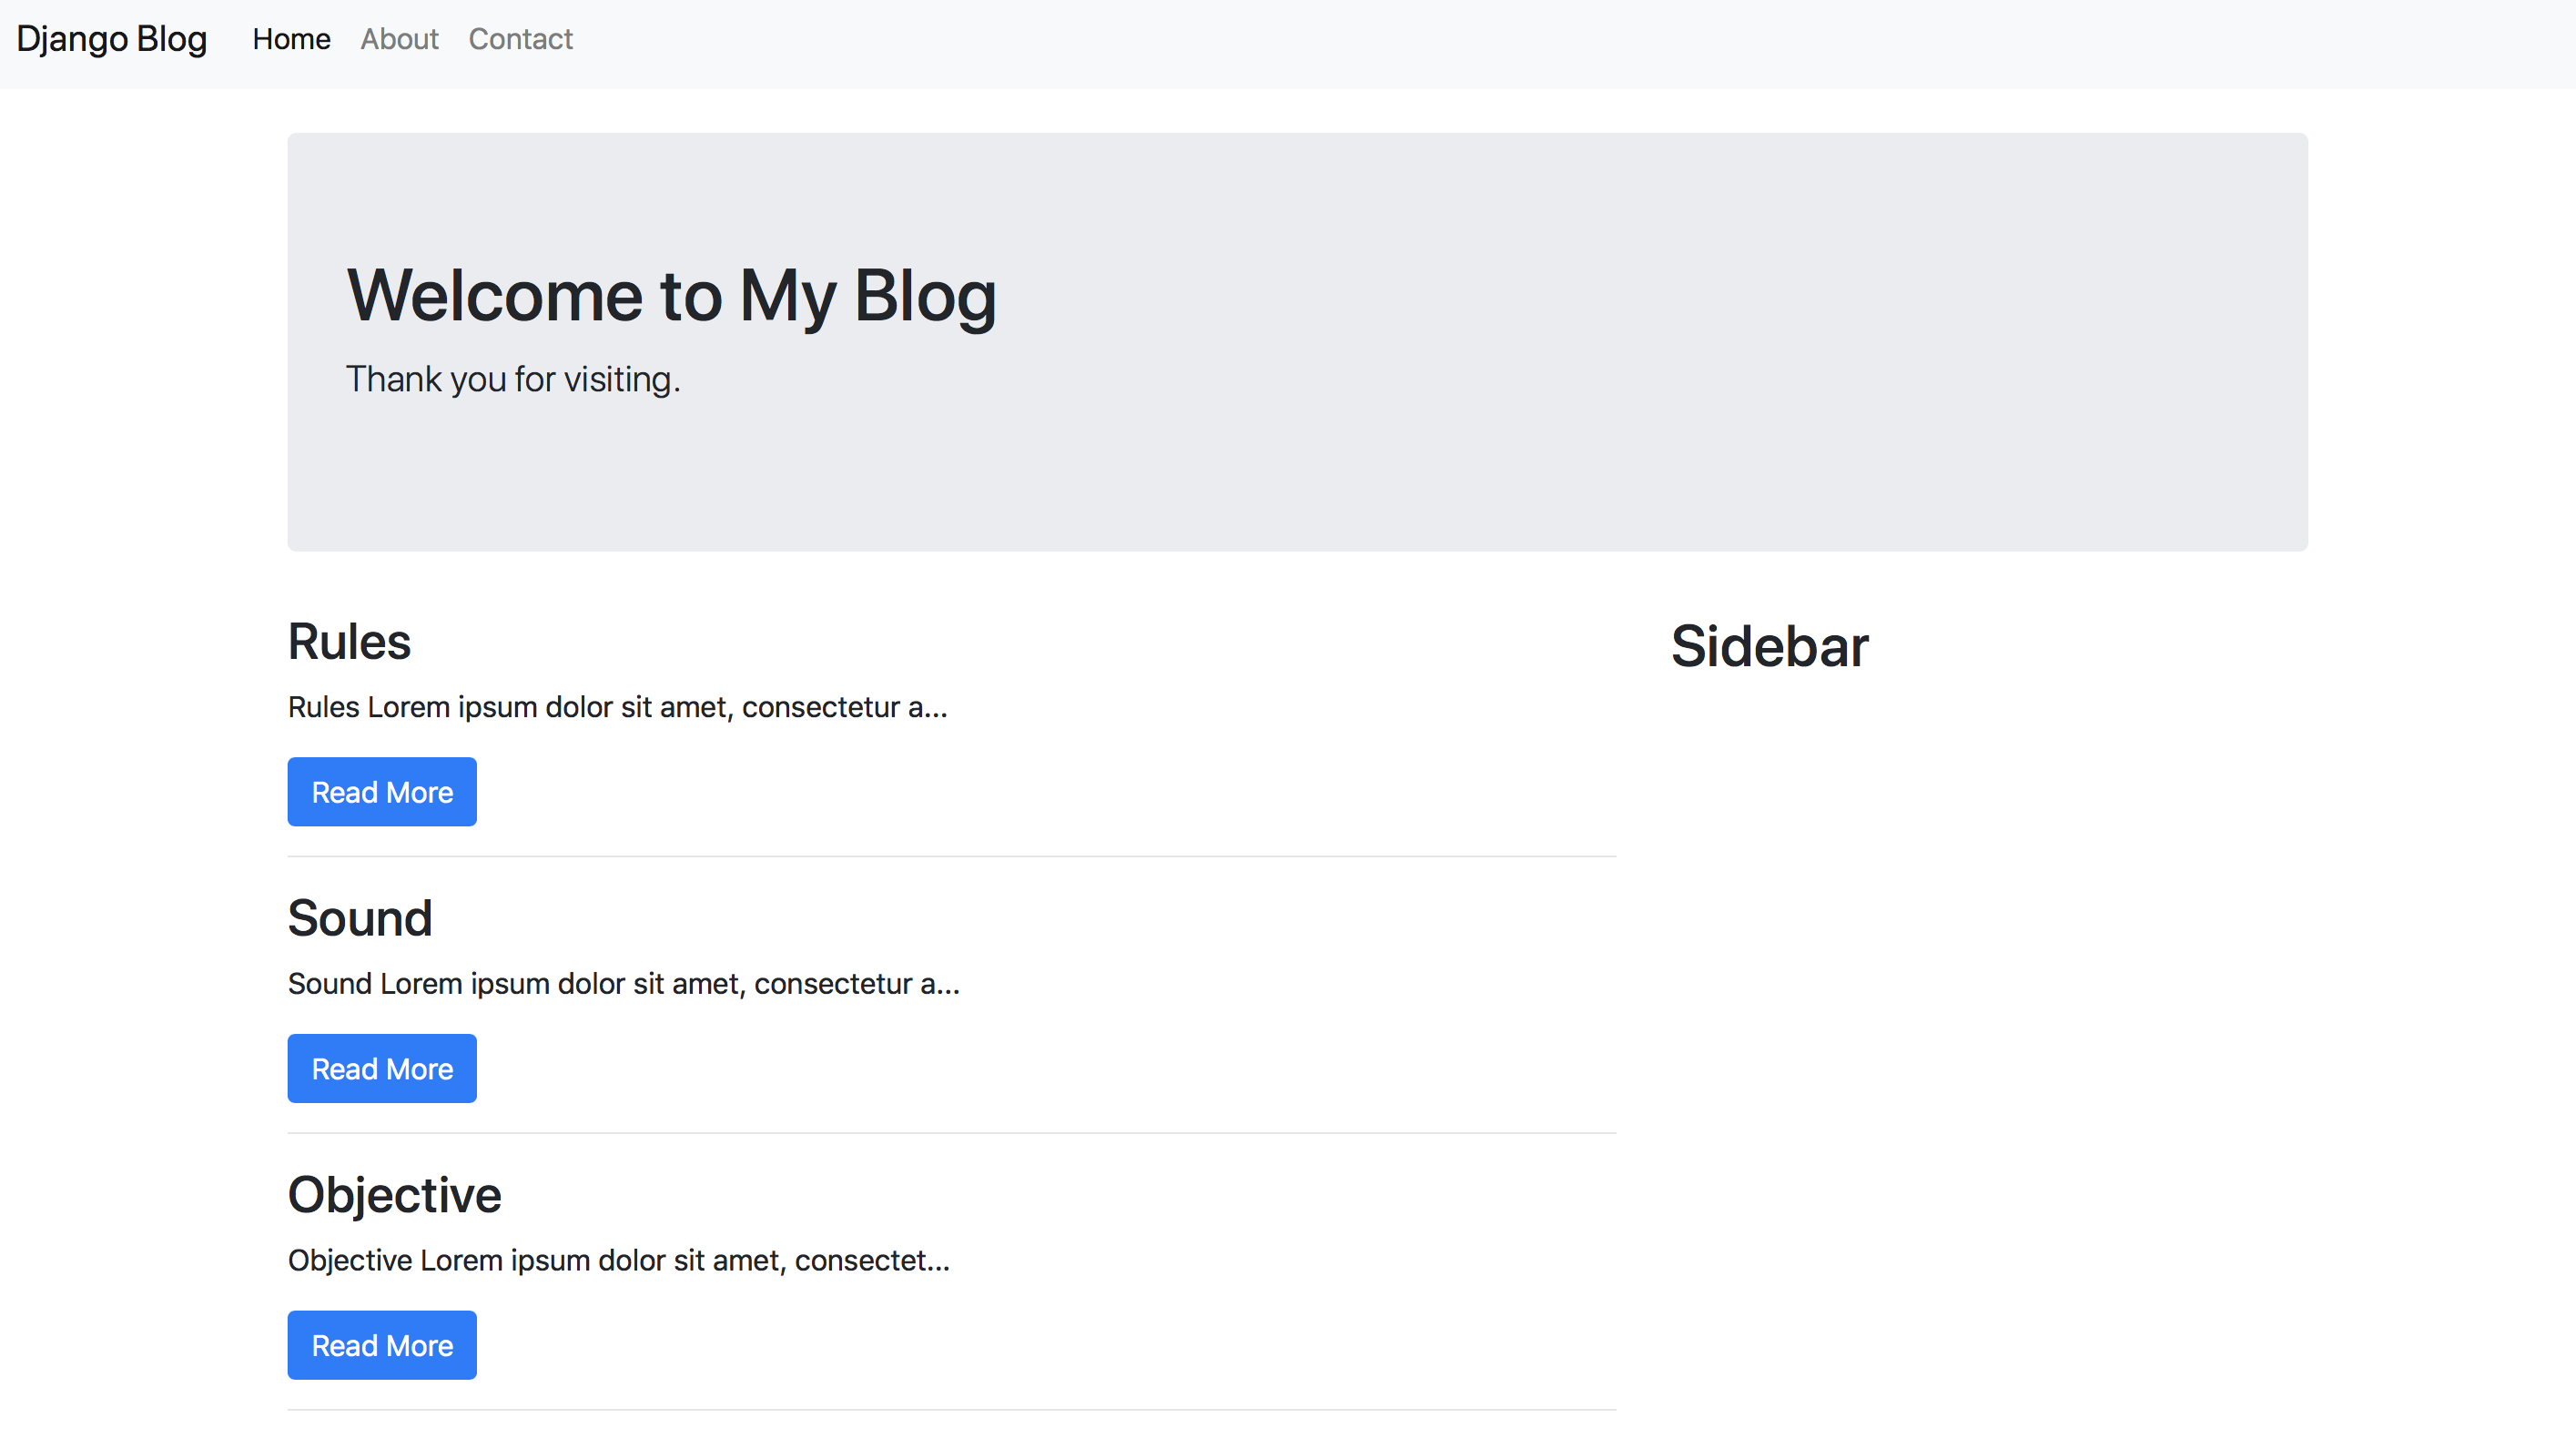 Django Blog Home About Contact
Welcome to My Blog
Thank you for visiting.
Rules
Rules Lorem ipsum dolor sit amet, consectetur a...
Read More
Sound
Sound Lorem ipsum dolor sit amet, consectetur a...
Read More
Objective
Objective Lorem ipsum dolor sit amet, consectet...
Read More
Sidebar